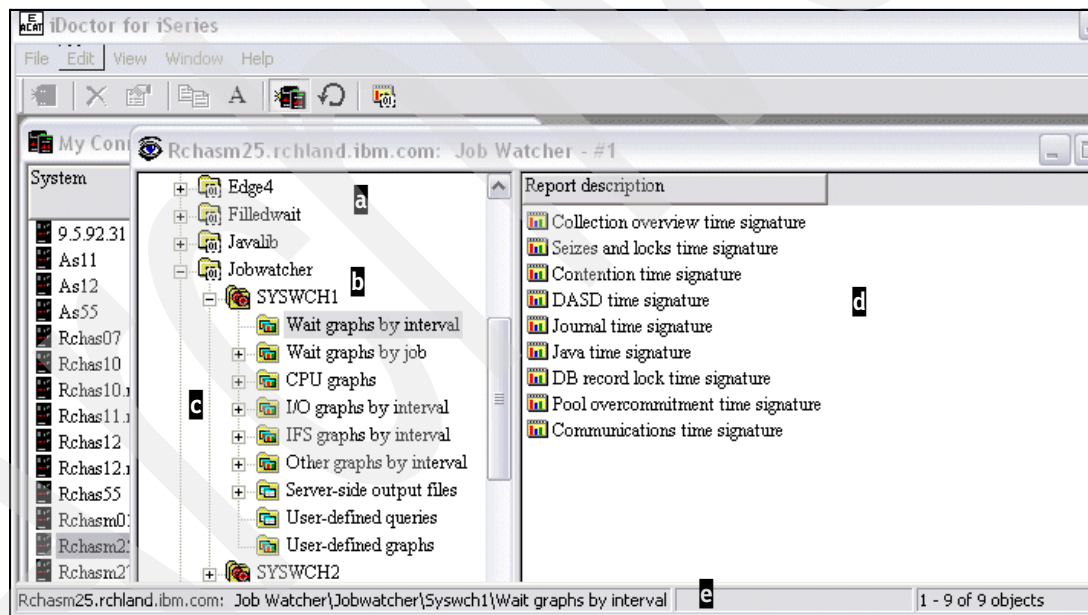 iDoctor for iSeries
File Edit View Window Help
A
My Con
Rchasm25.rchland.ibm.com: Job Watcher - #1
System
9.5.92.31
As11
As12
As55
Rchas07
Rchas10
Rchas10.
Rchas11.
Rchas12
Rchas12.
Rchas55
Rchasm0
Rchasm2
Rchasm2
Edge4
a
Filledwait
Javalib
Jobwatcher
b
SYSWCH1
Wait graphs by interval
Wait graphs by job
CPU graphs
c
I/O graphs by interval
IFS graphs by interval
Other graphs by interval
Server-side output files
User-defined queries
User-defined graphs
SYSWCH2
Report description
Collection overview time signature
Seizes and locks time signature
Contention time signature
DASD time signature
d
Journal time signature
Java time signature
DB record lock time signature
Pool overcommitment time signature
Communications time signature
Rchasm25.rchland.ibm.com: Job Watcher\Jobwatcher\Syswch1\Wait graphs by interval
e
1 - 9 of 9 objects